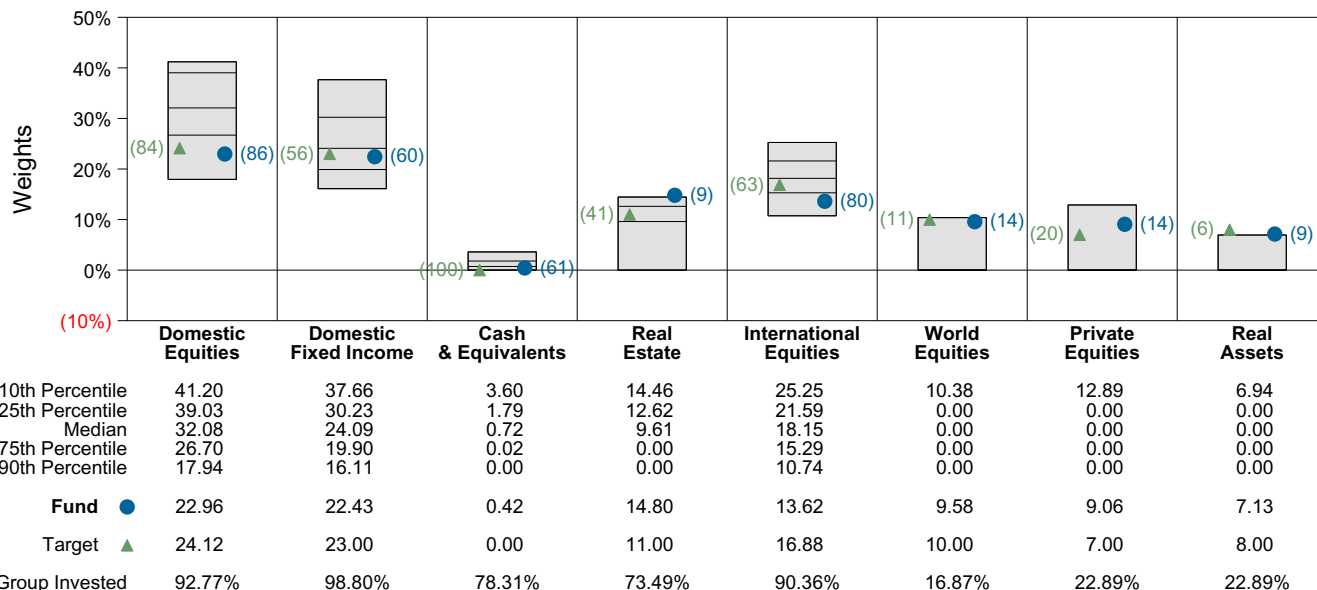 50%
40%
30%
20%
10%
0%
(10%)
Weights
(84) (86) (56) (60) (100) (61) (41) (9) (63) (80) (11) (14) (20) (14) (6) (9)
Domestic Equities Domestic Fixed Income Cash & Equivalents Real Estate International Equities World Equities Private Equities Real Assets
10th Percentile 41.20 37.66 3.60 14.46 25.25 10.38 12.89 6.94
25th Percentile 39.03 30.23 1.79 12.62 21.59 0.00 0.00 0.00
Median 32.08 24.09 0.72 9.61 18.15 0.00 0.00 0.00
75th Percentile 26.70 19.90 0.02 0.00 15.29 0.00 0.00 0.00
90th Percentile 17.94 16.11 0.00 0.00 10.74 0.00 0.00 0.00
Fund 22.96 22.43 0.42 14.80 13.62 9.58 9.06 7.13
Target 24.12 23.00 0.00 11.00 16.88 10.00 7.00 8.00
Group Invested 92.77% 98.80% 78.31% 73.49% 90.36% 16.87% 22.89% 22.89%